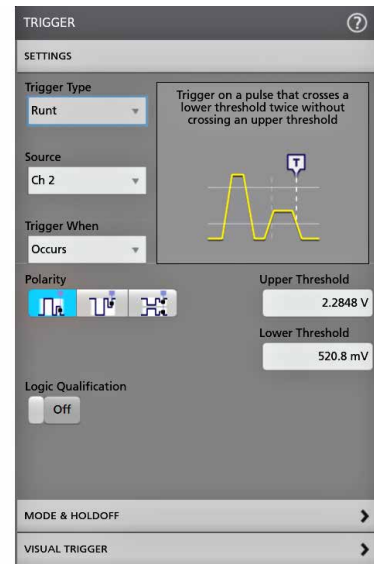 TRIGGER
?
SETTINGS
Trigger Type
Runt
Trigger on a pulse that crosses a
lower threshold twice without
crossing an upper threshold
T
Source
Ch 2
Trigger When
Occurs
Polarity
Upper Threshold
2.2848 V
Lower Threshold
520.8 mV
Logic Qualification
Off
MODE & HOLDOFF
VISUAL TRIGGER